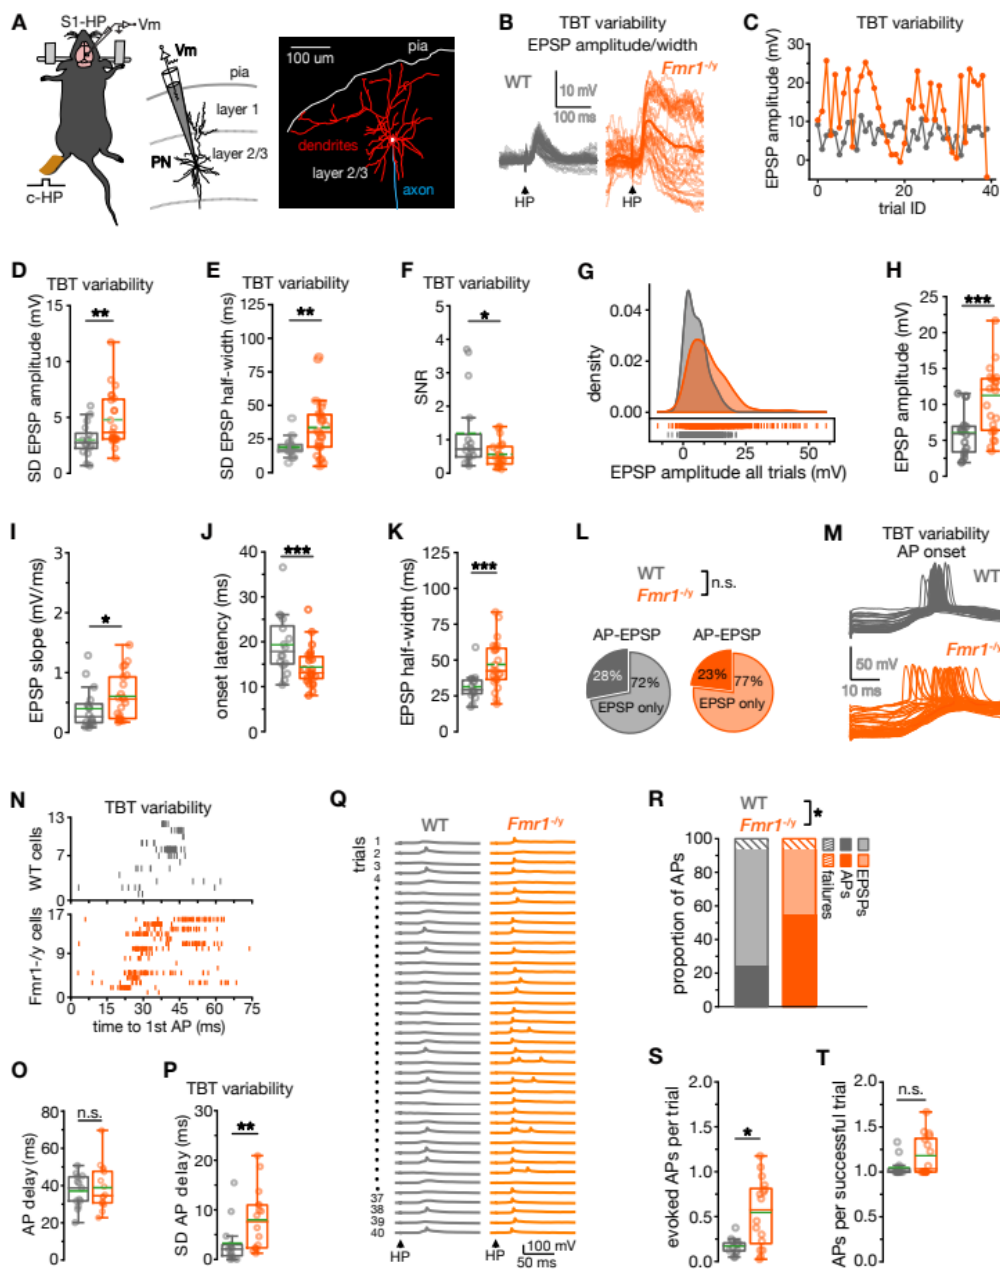 A
S1-HP
Vm
Vm
pia
layer 1
PN
layer 2/3
c-HP
100 um
pia
dendrites
layer 2/3
axon
B
TBT variability
EPSP amplitude/width
WT
Fmr1-/y
10 mV
100 ms
HP
HP
C
TBT variability
EPSP amplitude (mV)
30
20
10
0
0
20
40
trial ID
D
TBT variability
SD EPSP amplitude (mV)
15
10
5
0
**
E
TBT variability
SD EPSP half-width (ms)
125
100
75
50
25
0
**
F
TBT variability
SNR
5
4
3
2
1
0
*
G
density
0.04
0.02
0.00
0
25
50
EPSP amplitude all trials (mV)
H
EPSP amplitude (mV)
25
20
15
10
5
0
***
I
EPSP slope (mV/ms)
3
2
1
0
*
J
onset latency (ms)
40
30
20
10
0
***
K
EPSP half-width (ms)
125
100
75
50
25
0
***
L
WT
Fmr1-/y
n.s.
AP-EPSP
28%
72%
EPSP only
AP-EPSP
23%
77%
EPSP only
M
TBT variability
AP onset
WT
50 mV
10 ms
Fmr1-/y
N
TBT variability
WT cells
13
7
0
Fmr1-/y cells
17
9
0
0
15
30
45
60
75
time to 1st AP (ms)
O
AP delay (ms)
80
60
40
20
0
n.s.
P
TBT variability
SD AP delay (ms)
30
20
10
0
**
Q
WT
Fmr1-/y
trials
1
2
3
4
37
38
39
40
HP
HP
100 mV
50 ms
R
WT
Fmr1-/y
*
proportion of APs
100
80
60
40
20
0
failures
APs
EPSPs
S
evoked APs per trial
2.0
1.5
1.0
0.5
0.0
*
T
APs per successful trial
2.0
1.5
1.0
0.5
0.0
n.s.